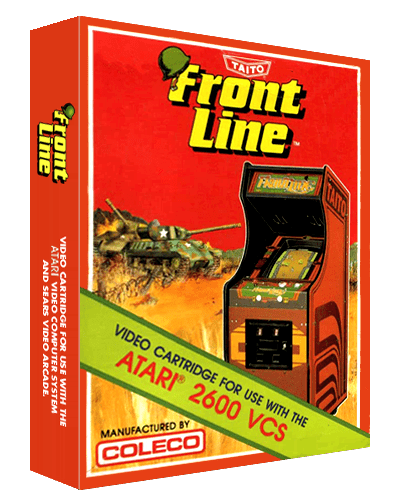 TAITO
Front
Line
™
Front
Line
VIDEO CARTRIDGE FOR USE WITH THE
ATARI VIDEO COMPUTER SYSTEM
AND SEARS VIDEO ARCADE.
TAITO
VIDEO CARTRIDGE FOR USE WITH THE
ATARI® 2600 VCS
MANUFACTURED BY
COLECO